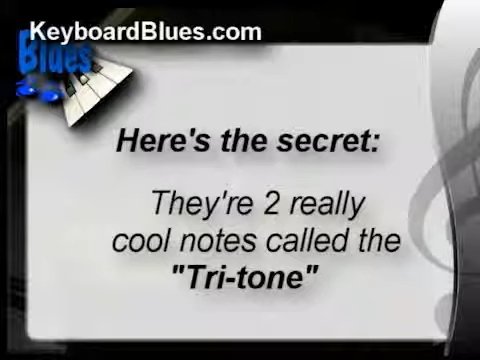 KeyboardBlues.com
Blues
Here's the secret:
They're 2 really
cool notes called the
"Tri-tone"